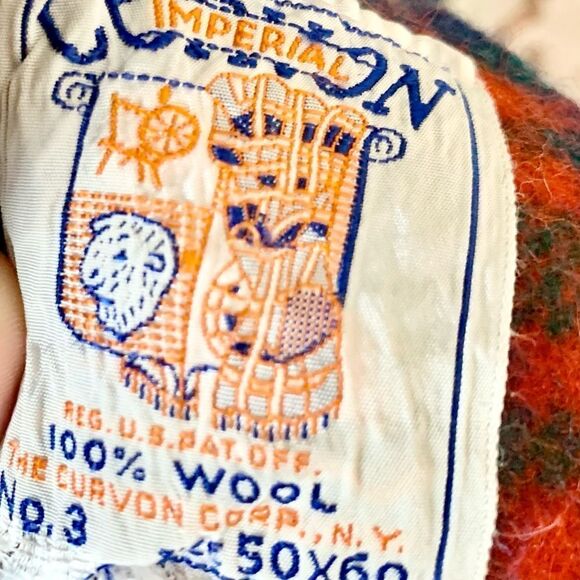 IMPERIAL
REG. U.S. PAT. OFF.
100% WOOL
THE CURVON CORP., N.Y.
No. 3
50X60